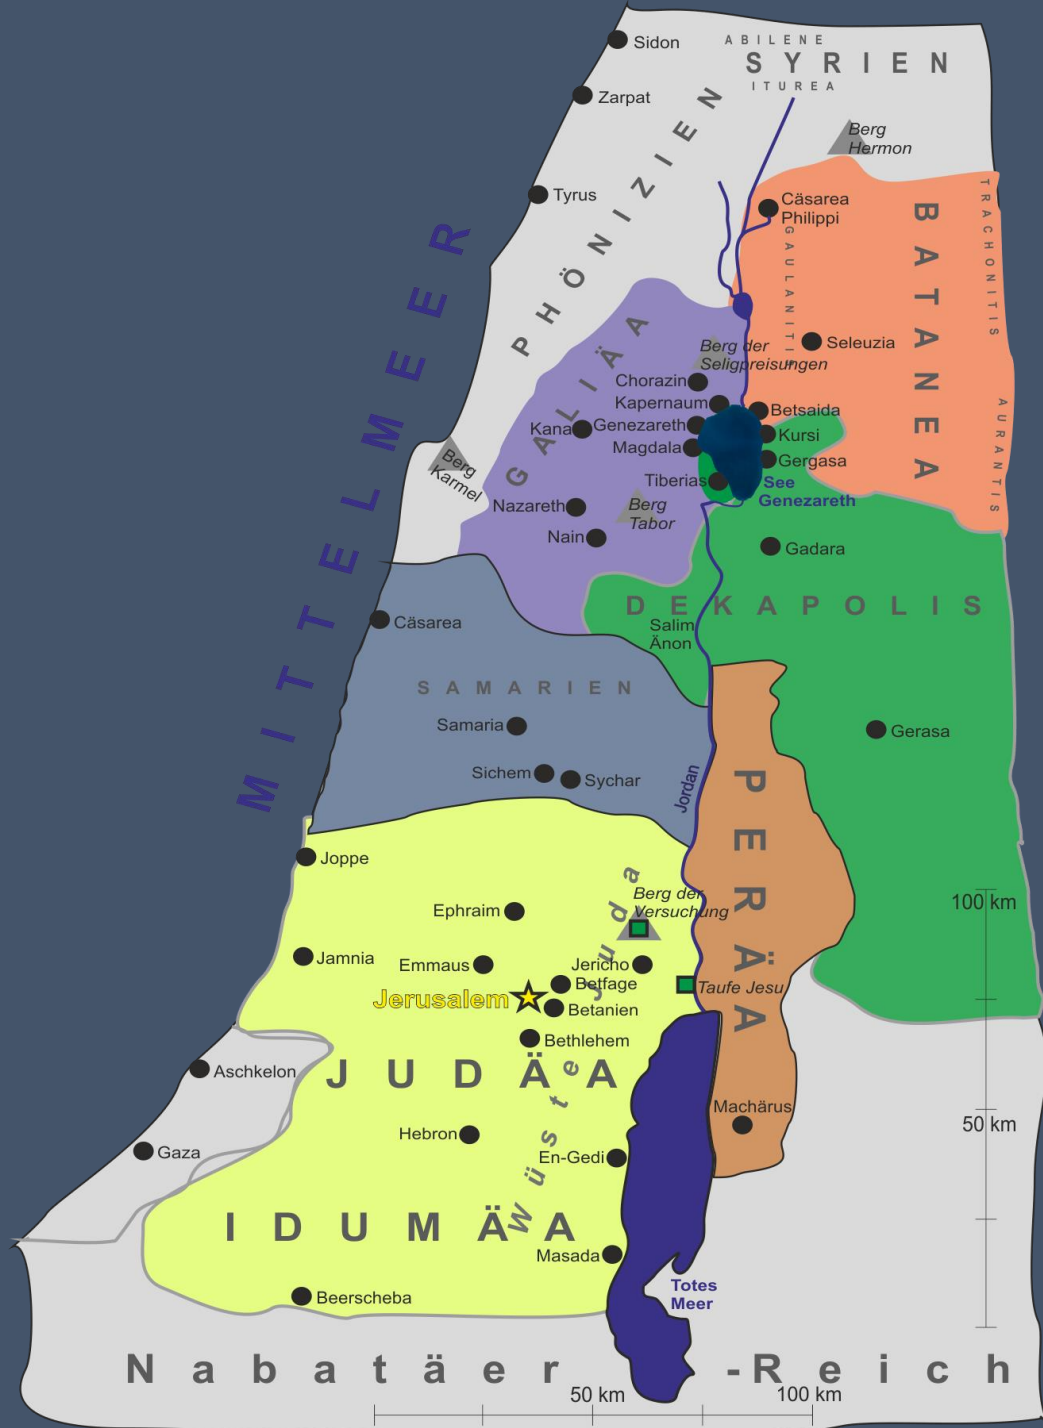 Sidon
ABILENE
SYRIEN
ITUREA
Zarpat
Berg
Hermon
PHÖNIZIEN
Tyrus
Cäsarea
Philippi
BATANEA
TRACHONITIS
GAULANITIS
MITTELMEER
Seleuzia
GALILÄA
Berg der
Seligpreisungen
Chorazin
Kapernaum
Betsaida
AURANTIS
Kana
Genezareth
Kursi
Magdala
Gergasa
Berg
Karmel
Tiberias
See
Genezareth
Nazareth
Berg
Tabor
Nain
Gadara
DEKAPOLIS
Cäsarea
Salim
Änon
SAMARIEN
Samaria
Gerasa
Sichem
Sychar
Jordan
PERÄA
Joppe
Berg der
Versuchung
100 km
Ephraim
Jamnia
Emmaus
Jericho
Betfage
Taufe Jesu
Jerusalem
Betanien
Bethlehem
Wüste Juda
Aschkelon
JUDÄA
Machärus
50 km
Hebron
Gaza
En-Gedi
IDUMÄA
Masada
Totes
Meer
Beerscheba
Nabatäer-Reich
50 km
100 km